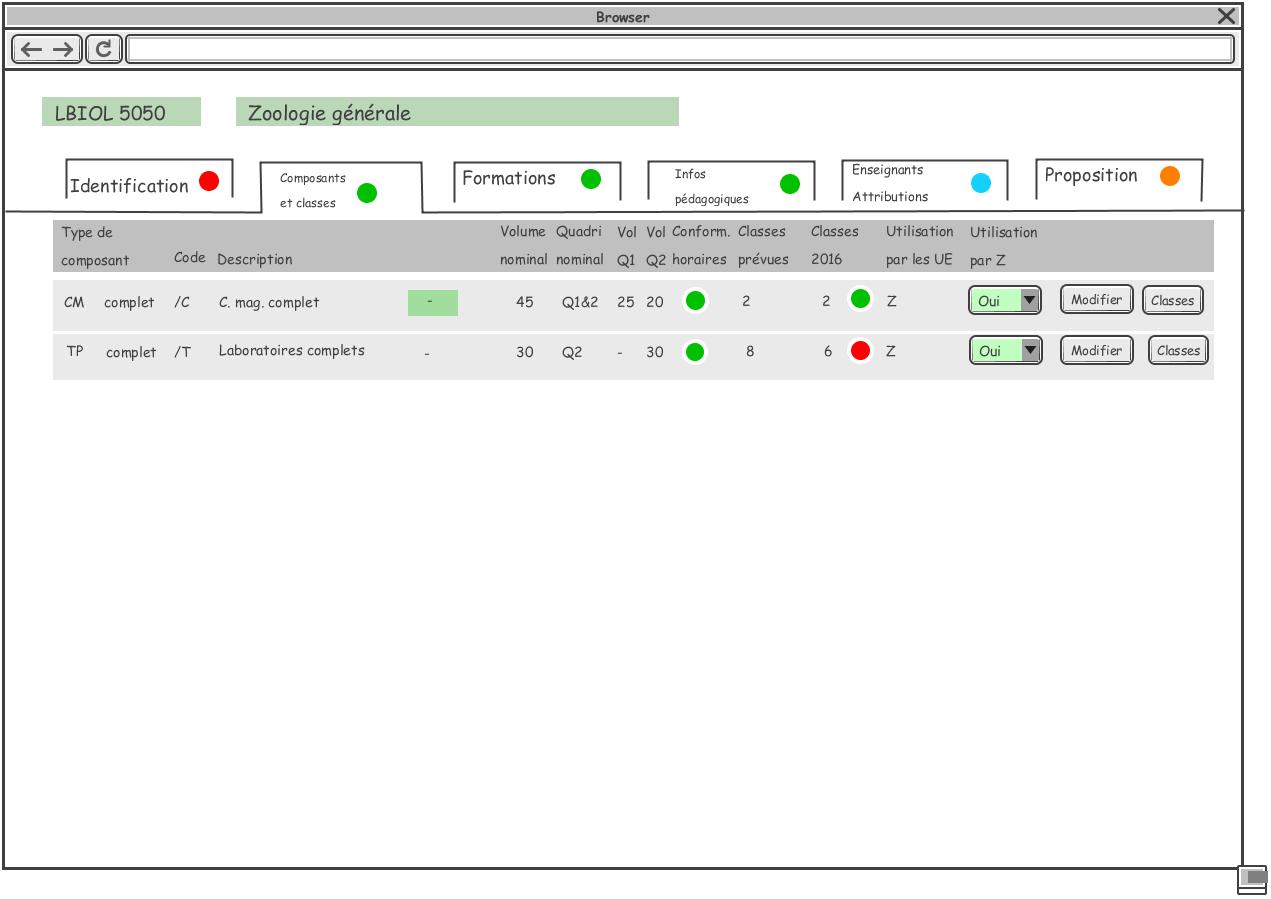 Browser
LBIOL 5050 Zoologie générale
Identification
Composants
et classes
Formations
Infos
pédagogiques
Enseignants
Attributions
Proposition
Type de Volume Quadri Vol Vol Conform. Classes Classes Utilisation Utilisation
composant Code Description nominal nominal Q1 Q2 horaires prévues 2016 par les UE par Z
CM complet /C C. mag. complet - 45 Q1&2 25 20 2 2 Z Oui Modifier Classes
TP complet /T Laboratoires complets - 30 Q2 - 30 8 6 Z Oui Modifier Classes